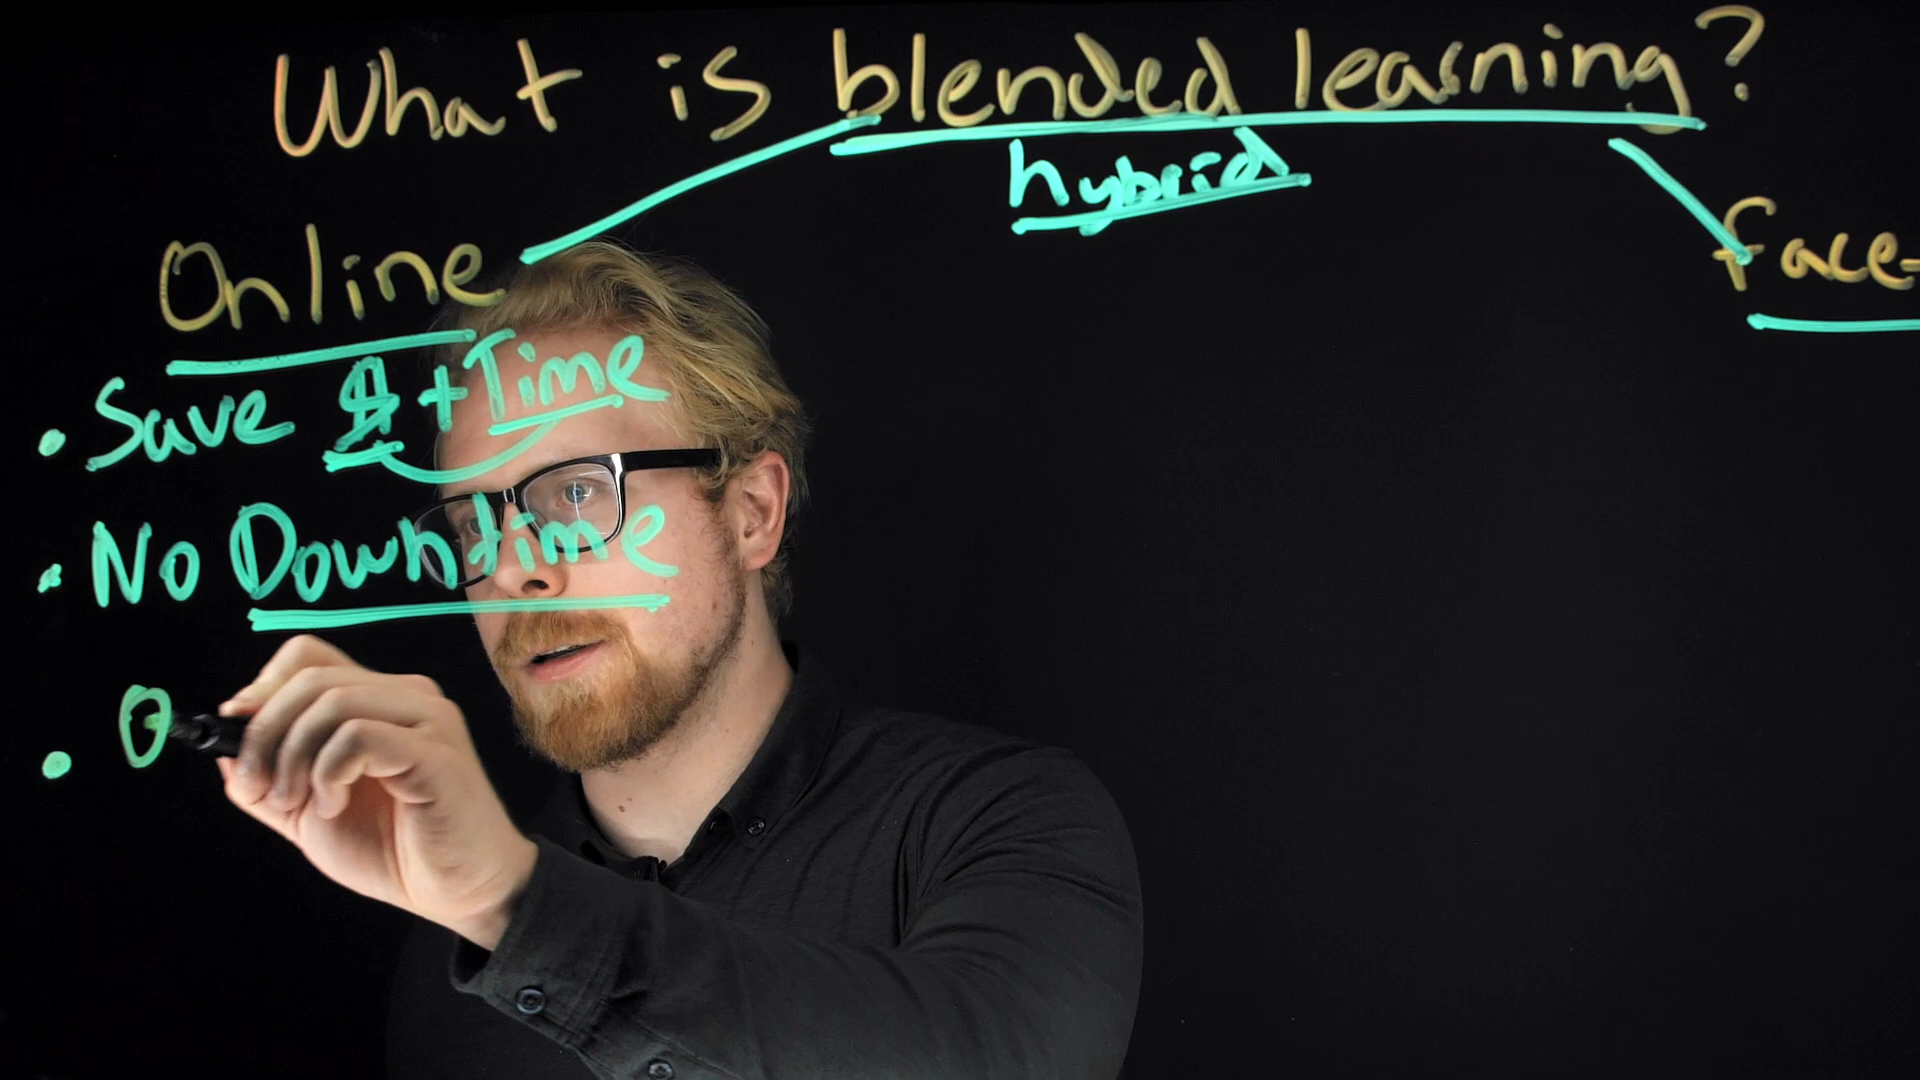 What is blended learning?
hybrid
Online
face-
• Save $ + Time
• No Downtime
• O